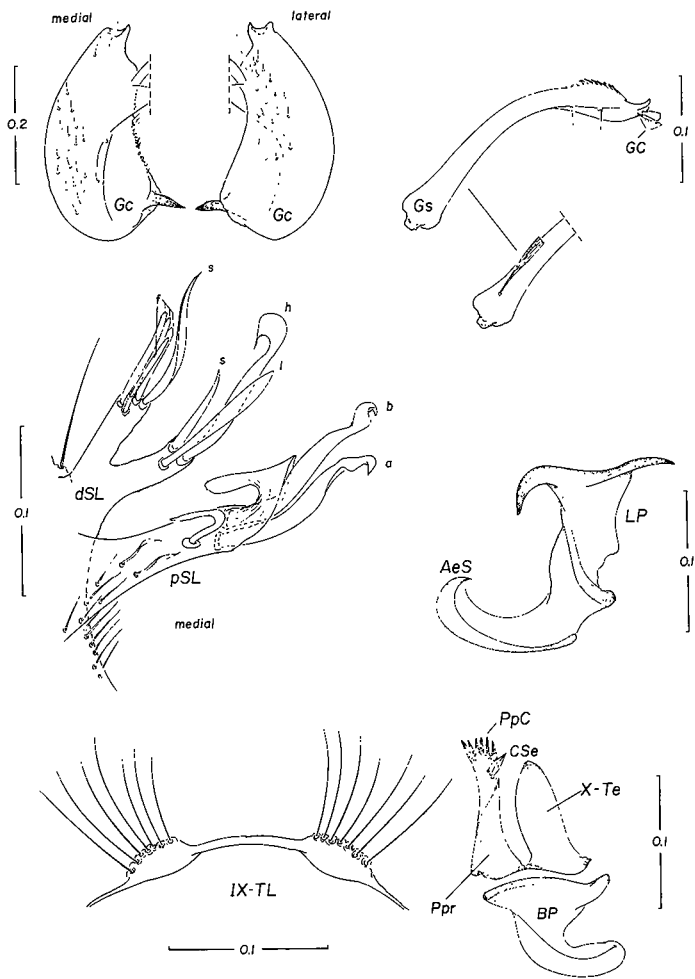 medial
lateral
0.2
Gc
Gc
Gs
GC
0.1
f
s
s
h
l
b
a
dSL
pSL
0.1
medial
LP
AeS
0.1
PpC
CSe
X-Te
Ppr
BP
0.1
IX-TL
0.1